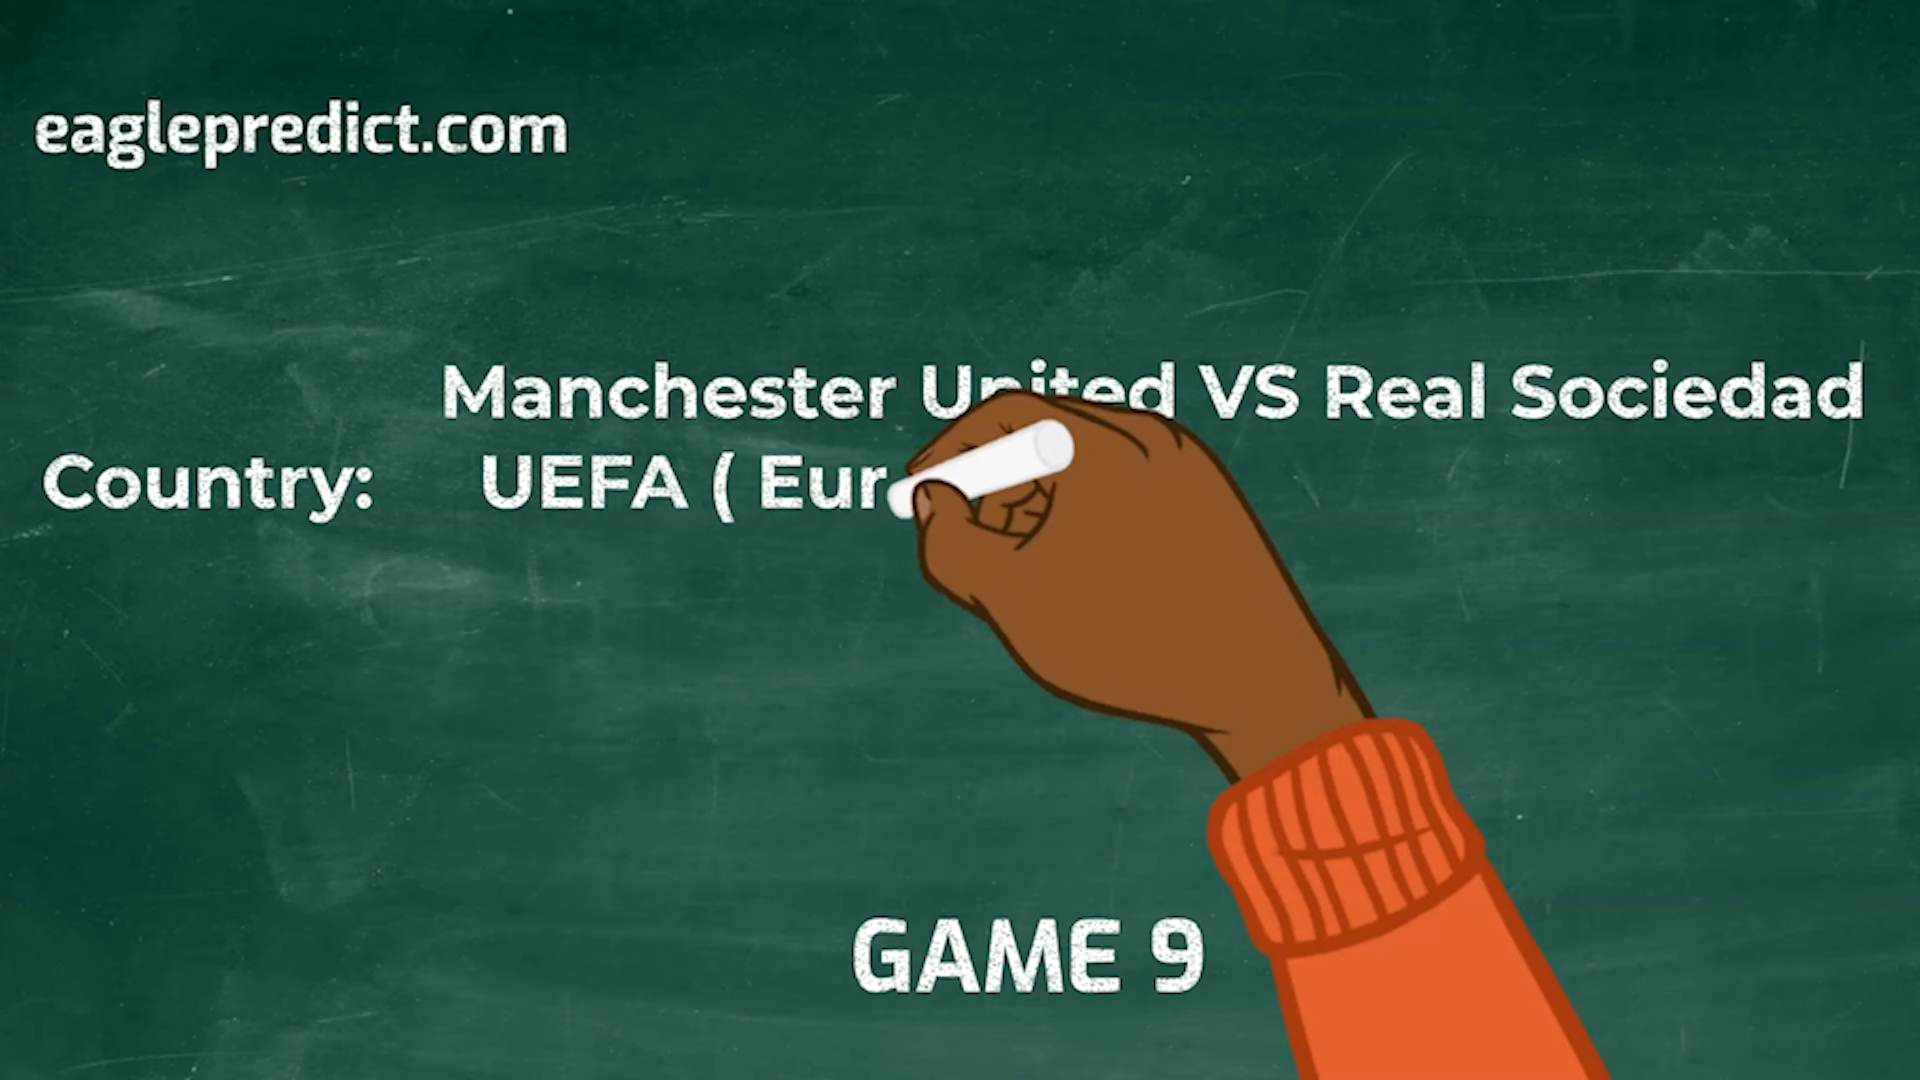 eaglepredict.com
Manchester United VS Real Sociedad
Country: UEFA ( Eur
GAME 9